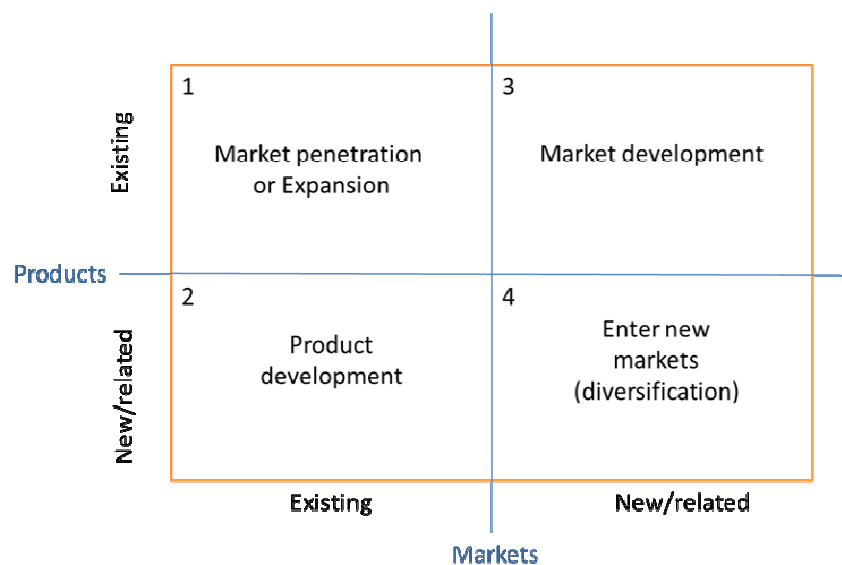 1
3
Existing
Market penetration
or Expansion
Market development
Products
2
4
New/related
Product
development
Enter new
markets
(diversification)
Existing
New/related
Markets